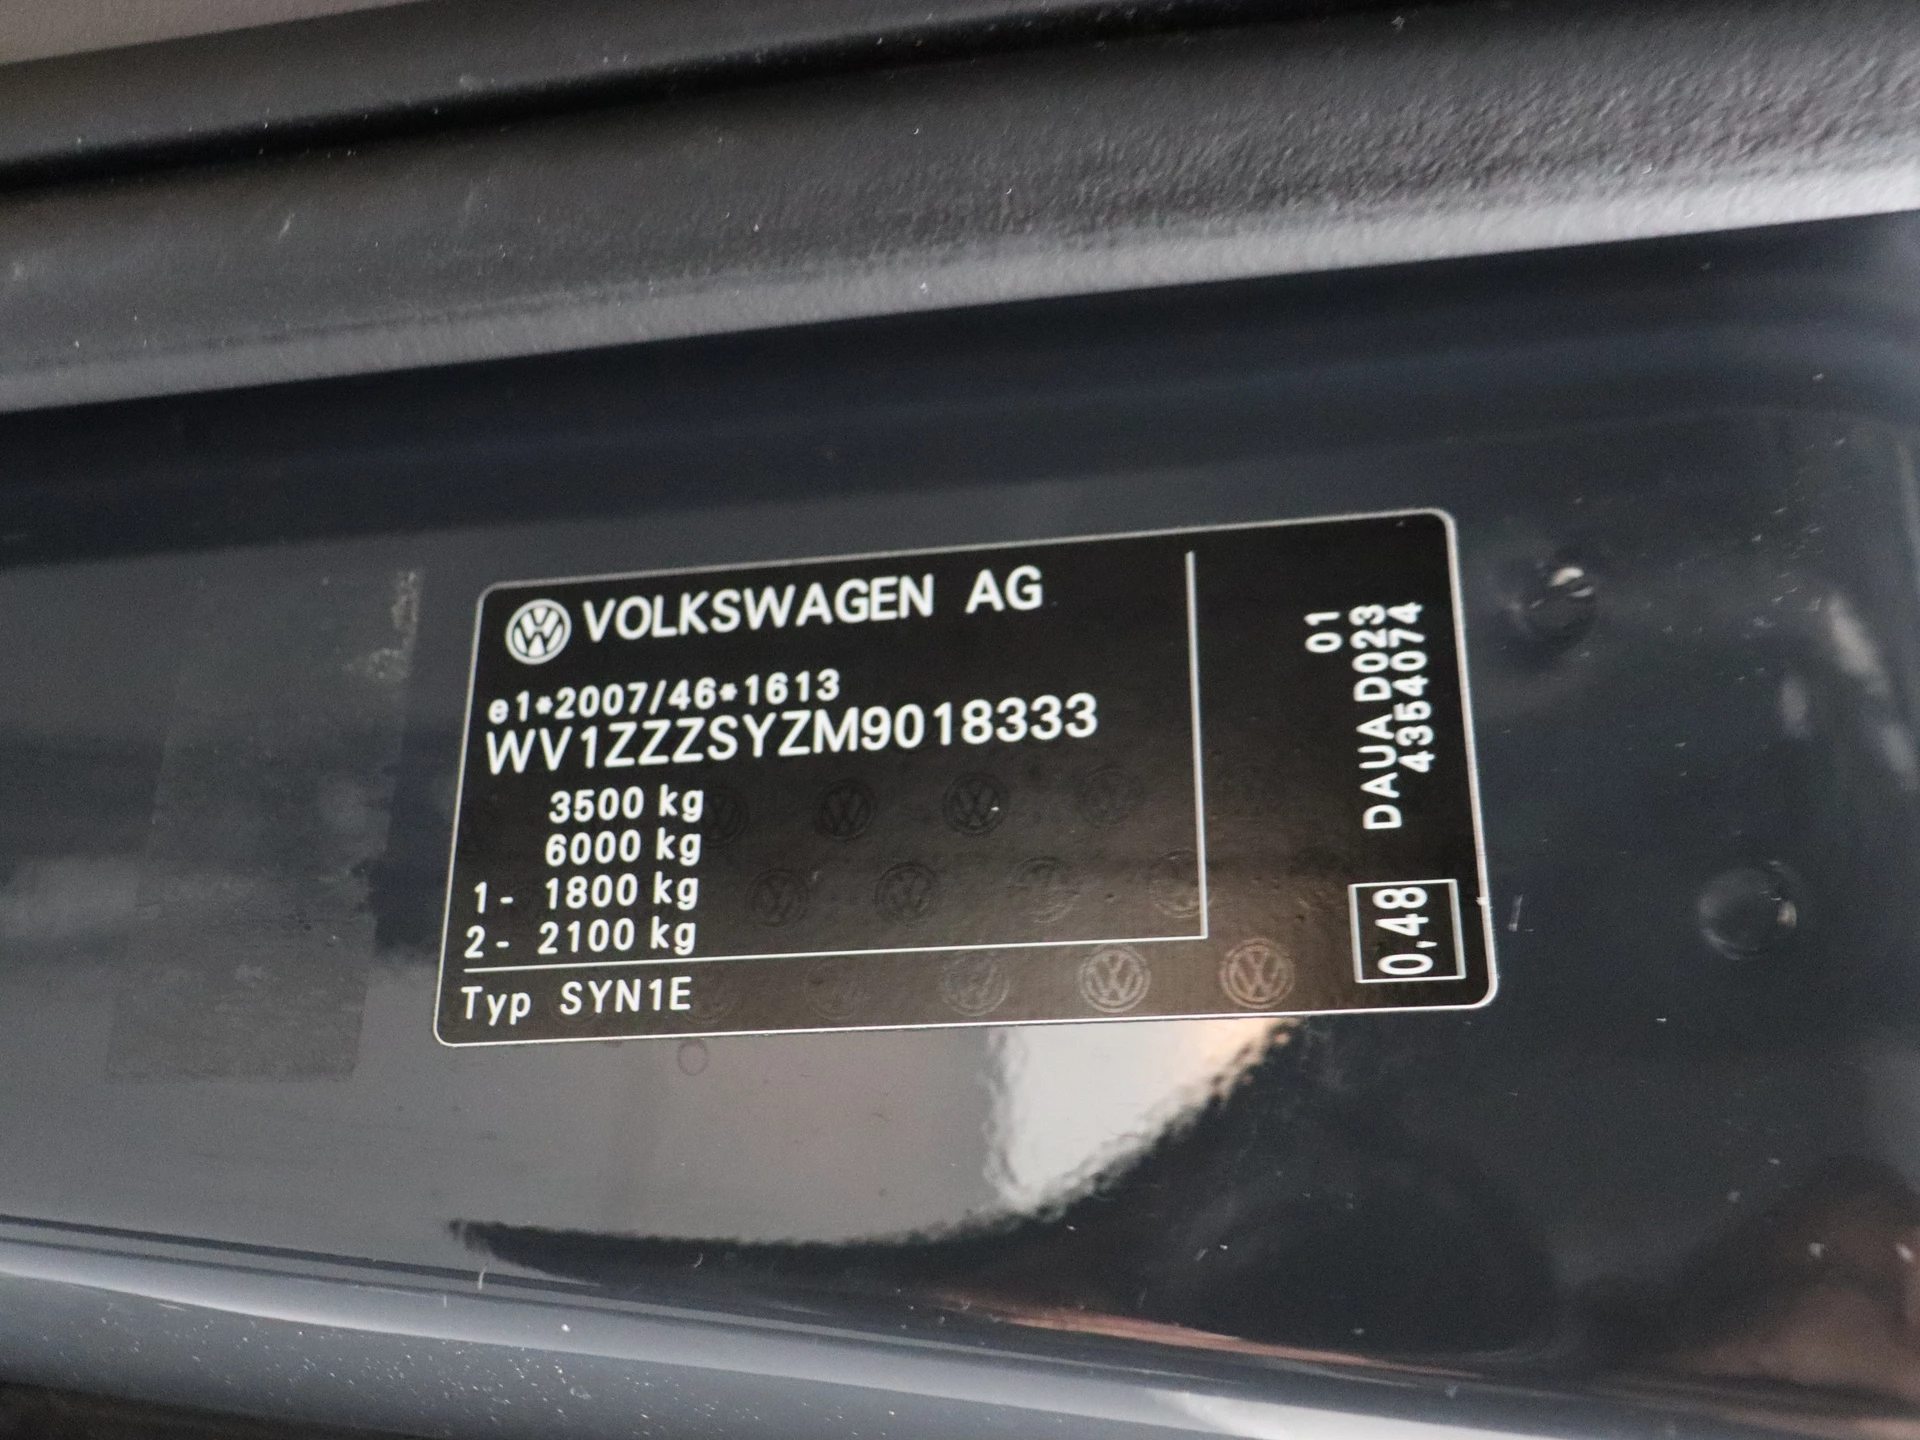 VOLKSWAGEN AG
e1*2007/46*1613
WV1ZZZSYZM9018333
3500 kg
6000 kg
1- 1800 kg
2- 2100 kg
Typ SYN1E
01
DAUA D023
4354074
0,48